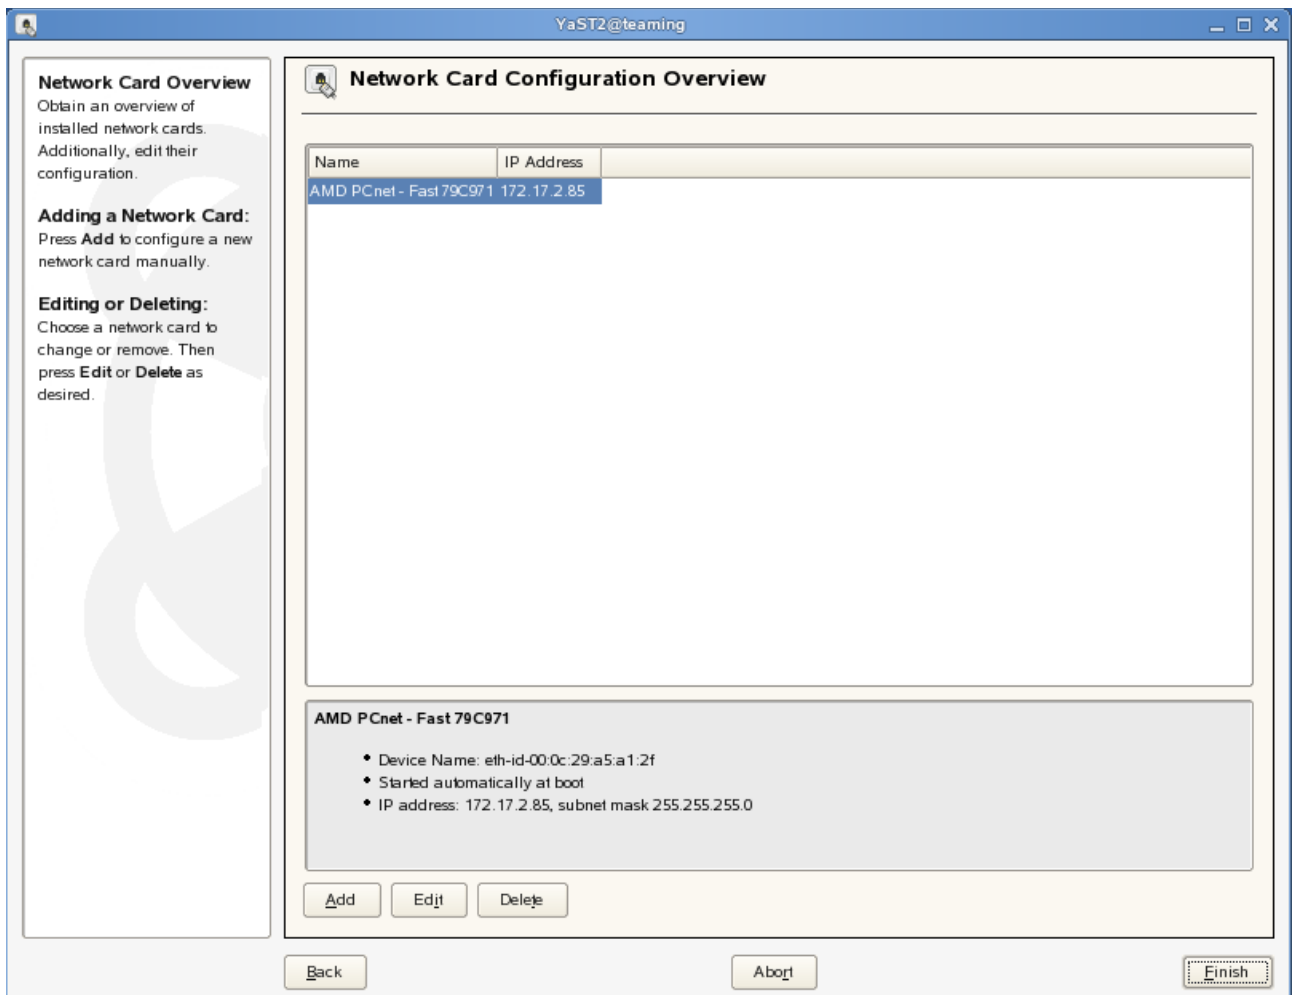 YaST2@teaming
Network Card Overview
Obtain an overview of
installed network cards.
Additionally, edit their
configuration.
Adding a Network Card:
Press Add to configure a new
network card manually.
Editing or Deleting:
Choose a network card to
change or remove. Then
press Edit or Delete as
desired.
Network Card Configuration Overview
Name IP Address
AMD PCnet - Fast 79C971 172.17.2.85
AMD PCnet - Fast 79C971
• Device Name: eth-id-00:0c:29:a5:a1:2f
• Started automatically at boot
• IP address: 172.17.2.85, subnet mask 255.255.255.0
Add Edit Delete
Back Abort Finish